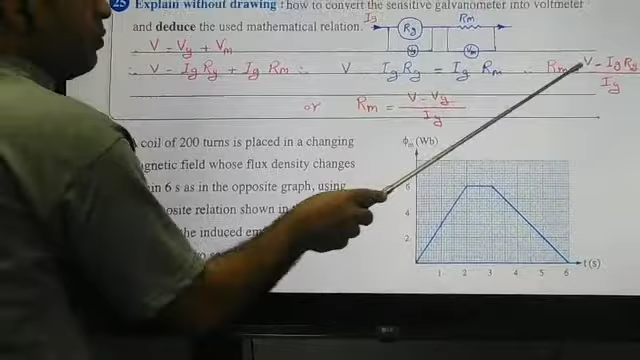 25 Explain without drawing : how to convert the sensitive galvanometer into voltmeter
and deduce the used mathematical relation.
Ig Rg Rm
Vg Vm
V = Vg + Vm
∴ V = Ig Rg + Ig Rm ∴ V Ig Rg = Ig Rm ∴ Rm V - Ig Rg
Ig
or Rm = V - Vg
Ig
coil of 200 turns is placed in a changing
magnetic field whose flux density changes
in 6 s as in the opposite graph, using
relation shown in
the induced em
ϕm (Wb)
6
4
2
1 2 3 4 5 6 t(s)